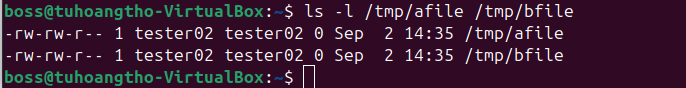 boss@tuhoangtho-VirtualBox:~$ ls -l /tmp/afile /tmp/bfile
-rw-rw-r-- 1 tester02 tester02 0 Sep  2 14:35 /tmp/afile
-rw-rw-r-- 1 tester02 tester02 0 Sep  2 14:35 /tmp/bfile
boss@tuhoangtho-VirtualBox:~$